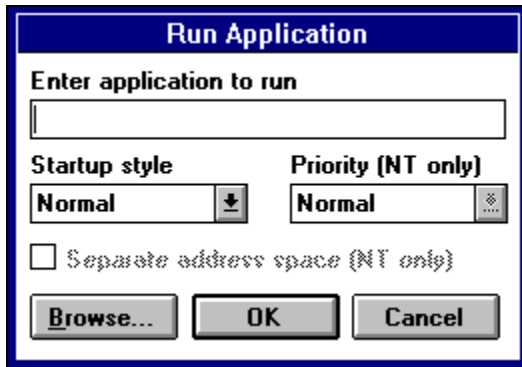 Run Application
Enter application to run
Startup style Priority (NT only)
Normal Normal
Separate address space (NT only)
Browse... OK Cancel